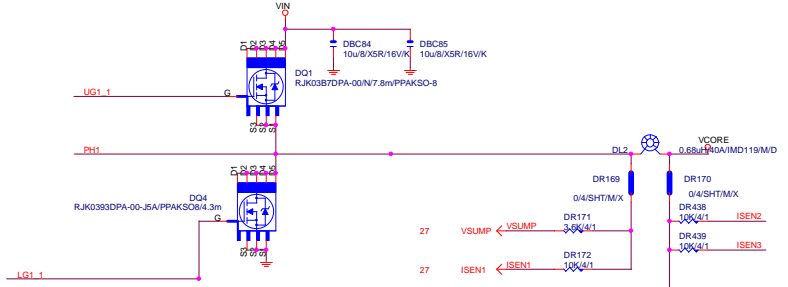 VIN
D1
D2
D3
D4
D5
DBC84
10u/8/X5R/16V/K
DBC85
10u/8/X5R/16V/K
DQ1
RJK03B7DPA-00/N/7.8m/PPAKSO-8
UG1_1
G
S3
S2
S1
PH1
DL2
VCORE
0.68uH/40A/IMD119/M/D
D1
D2
D3
D4
D5
DQ4
RJK0393DPA-00-J5A/PPAKSO8/4.3m
G
S3
S2
S1
LG1_1
DR169
0/4/SHT/M/X
DR170
0/4/SHT/M/X
DR438
10K/4/1
ISEN2
DR439
10K/4/1
ISEN3
27
VSUMP
VSUMP
DR171
3.6K/4/1
27
ISEN1
ISEN1
DR172
10K/4/1